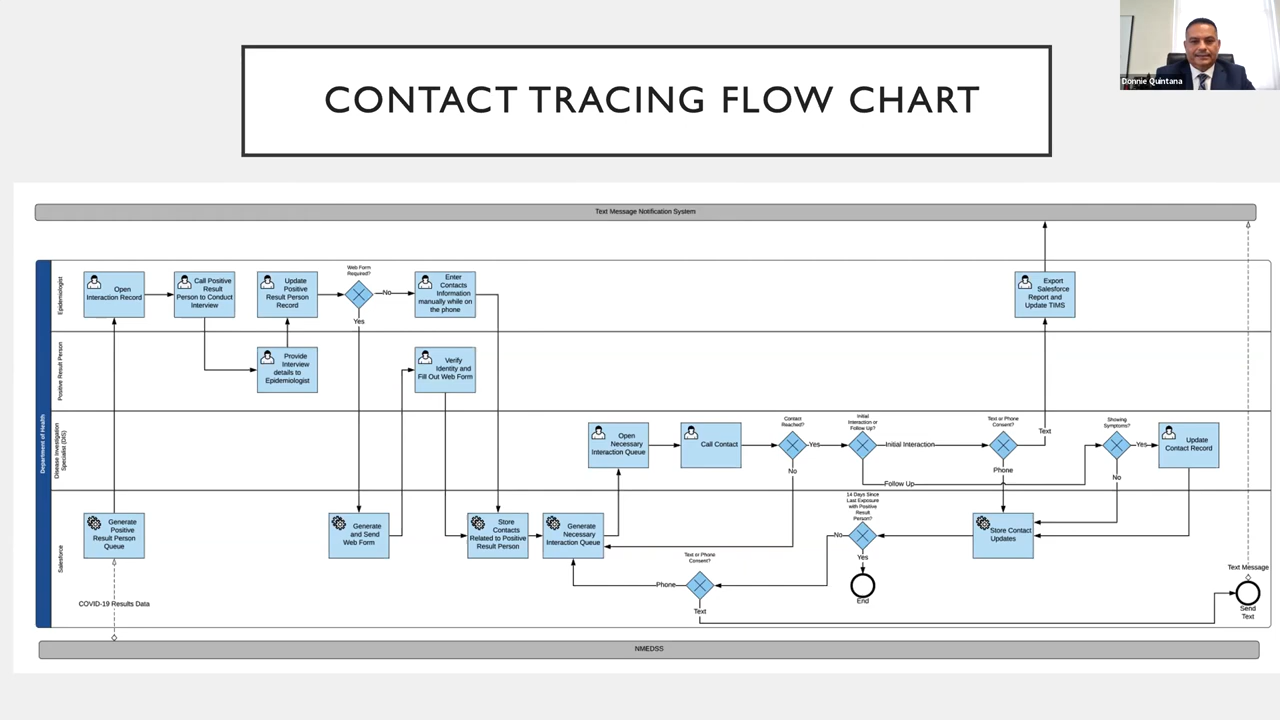 Donnie Quintana
CONTACT TRACING FLOW CHART
Text Message Notification System
Department of Health
Epidemiologist
Open
Interaction Record
Call Positive
Result
Person to Conduct
Interview
Update
Positive
Result Person
Record
Web Form
Required?
No
Yes
Enter
Contacts
Information
manually while on
the phone
Export
Salesforce
Report and
Update TIMS
Positive Result Person
Provide
Interview
details to
Epidemiologist
Verify
Identity and
Fill Out Web Form
Disease Investigation
Specialist (DIS)
Open
Necessary
Interaction Queue
Call Contact
Contact
Reached?
Yes
No
Initial
Interaction or
Follow Up?
Initial Interaction
Follow Up
Text or Phone
Consent?
Text
Phone
Showing
Symptoms?
Yes
No
Update
Contact Record
Salesforce
Generate
Positive
Result Person
Queue
Generate
and Send
Web Form
Store
Contacts
Related to Positive
Result Person
Generate
Necessary
Interaction Queue
14 Days Since
Last Exposure
with Positive
Result
Person?
No
Yes
End
Store Contact
Updates
Text or Phone
Consent?
Phone
Text
Text Message
Send
Text
COVID-19 Results Data
NMEDSS